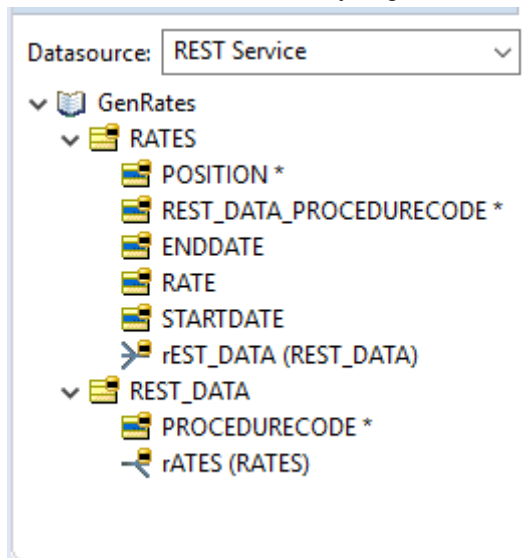 Datasource: REST Service
GenRates
RATES
POSITION *
REST_DATA_PROCEDURECODE *
ENDDATE
RATE
STARTDATE
rEST_DATA (REST_DATA)
REST_DATA
PROCEDURECODE *
rATES (RATES)